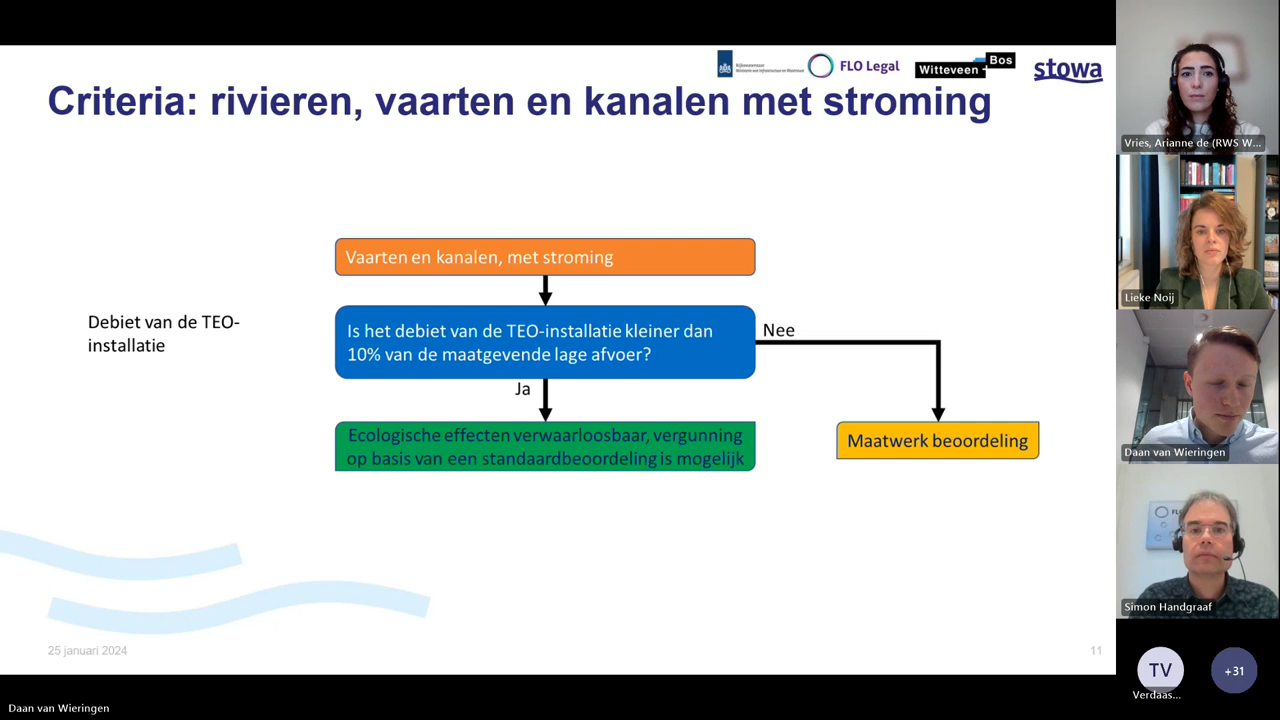 FLO Legal
Witteveen
Bos
stowa
Criteria: rivieren, vaarten en kanalen met stroming
Vaarten en kanalen, met stroming
Debiet van de TEO-
installatie
Is het debiet van de TEO-installatie kleiner dan
10% van de maatgevende lage afvoer?
Nee
Ja
Ecologische effecten verwaarloosbaar, vergunning
op basis van een standaardbeoordeling is mogelijk
Maatwerk beoordeling
25 januari 2024
11
Daan van Wieringen
Vries, Arianne de (RWS W...
Lieke Noij
Daan van Wieringen
Simon Handgraaf
TV
Verdaas...
+31